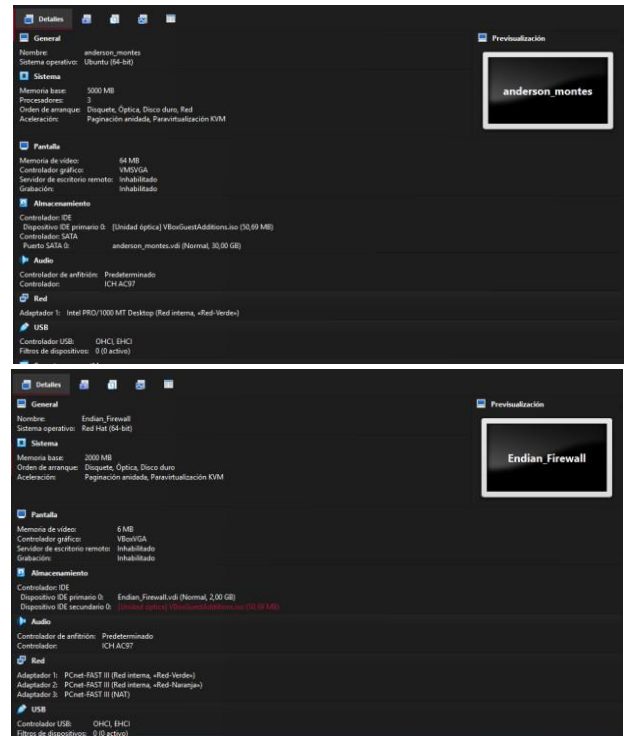 Detalles
General
Nombre: anderson_montes
Sistema operativo: Ubuntu (64-bit)
Sistema
Memoria base: 5000 MB
Procesadores: 3
Orden de arranque: Disquete, Óptica, Disco duro, Red
Aceleración: Paginación anidada, Paravirtualización KVM
Previsualización
anderson_montes
Pantalla
Memoria de vídeo: 64 MB
Controlador gráfico: VMSVGA
Servidor de escritorio remoto: Inhabilitado
Grabación: Inhabilitado
Almacenamiento
Controlador: IDE
Dispositivo IDE primario 0: [Unidad óptica] VBoxGuestAdditions.iso (50,69 MB)
Controlador: SATA
Puerto SATA 0: anderson_montes.vdi (Normal, 30,00 GB)
Audio
Controlador de anfitrión: Predeterminado
Controlador: ICH AC97
Red
Adaptador 1: Intel PRO/1000 MT Desktop (Red interna, «Red-Verde»)
USB
Controlador USB: OHCI, EHCI
Filtros de dispositivos: 0 (0 activo)
Detalles
General
Nombre: Endian_Firewall
Sistema operativo: Red Hat (64-bit)
Sistema
Memoria base: 2000 MB
Orden de arranque: Disquete, Óptica, Disco duro
Aceleración: Paginación anidada, Paravirtualización KVM
Previsualización
Endian_Firewall
Pantalla
Memoria de vídeo: 6 MB
Controlador gráfico: VBoxVGA
Servidor de escritorio remoto: Inhabilitado
Grabación: Inhabilitado
Almacenamiento
Controlador: IDE
Dispositivo IDE primario 0: Endian_Firewall.vdi (Normal, 2,00 GB)
Dispositivo IDE secundario 0: [Unidad óptica] VBoxGuestAdditions.iso (50,69 MB)
Audio
Controlador de anfitrión: Predeterminado
Controlador: ICH AC97
Red
Adaptador 1: PCnet-FAST III (Red interna, «Red-Verde»)
Adaptador 2: PCnet-FAST III (Red interna, «Red-Naranja»)
Adaptador 3: PCnet-FAST III (NAT)
USB
Controlador USB: OHCI, EHCI
Filtros de dispositivos: 0 (0 activo)